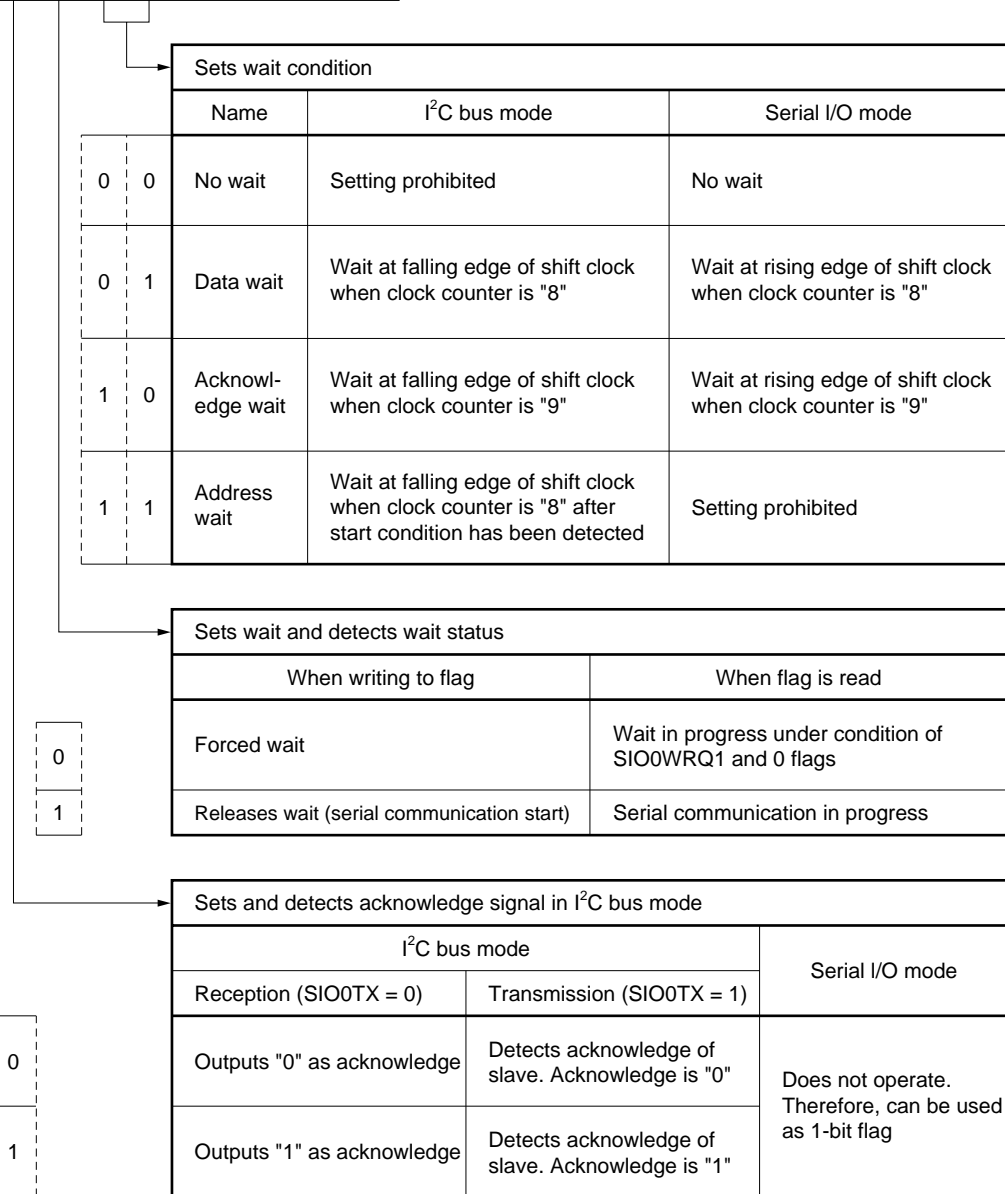 Sets wait condition
Name I²C bus mode Serial I/O mode
0 0 No wait Setting prohibited No wait
0 1 Data wait Wait at falling edge of shift clock when clock counter is "8" Wait at rising edge of shift clock when clock counter is "8"
1 0 Acknowl-edge wait Wait at falling edge of shift clock when clock counter is "9" Wait at rising edge of shift clock when clock counter is "9"
1 1 Address wait Wait at falling edge of shift clock when clock counter is "8" after start condition has been detected Setting prohibited
Sets wait and detects wait status
When writing to flag When flag is read
0 Forced wait Wait in progress under condition of SIO0WRQ1 and 0 flags
1 Releases wait (serial communication start) Serial communication in progress
Sets and detects acknowledge signal in I²C bus mode
I²C bus mode Serial I/O mode
Reception (SIO0TX = 0) Transmission (SIO0TX = 1)
0 Outputs "0" as acknowledge Detects acknowledge of slave. Acknowledge is "0" Does not operate. Therefore, can be used as 1-bit flag
1 Outputs "1" as acknowledge Detects acknowledge of slave. Acknowledge is "1"